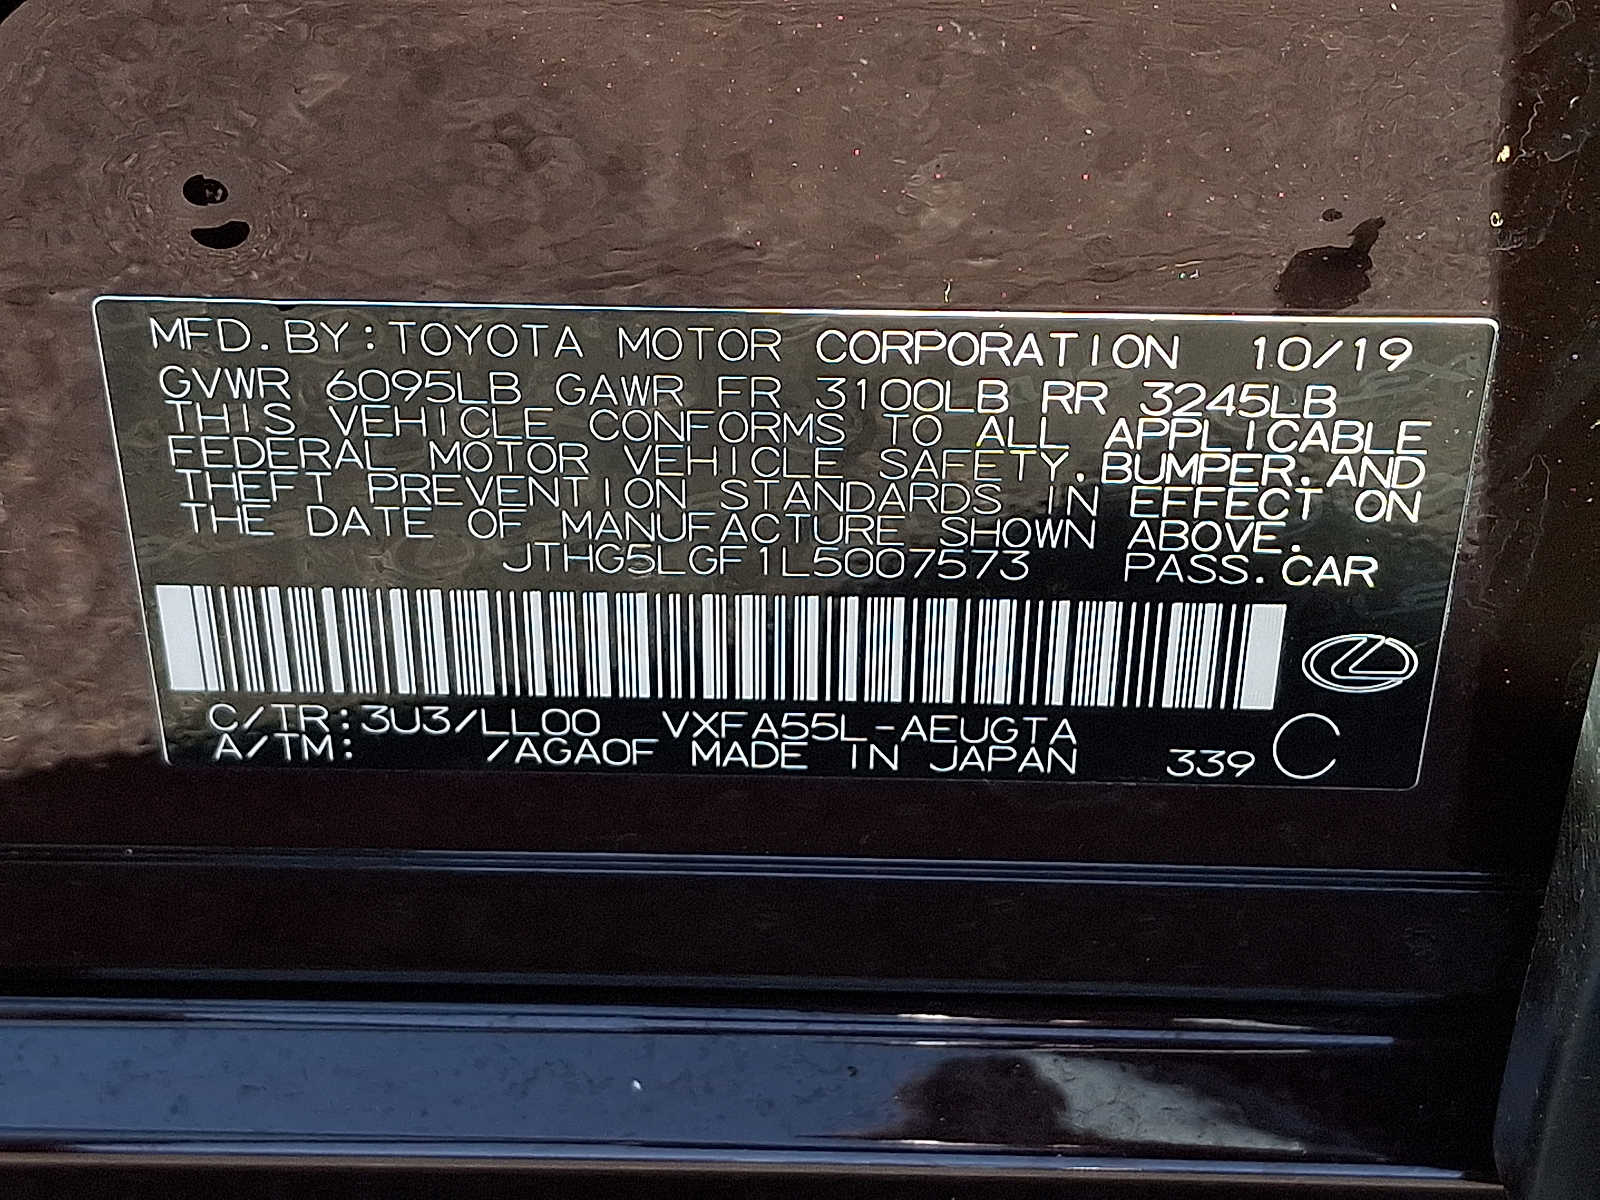 MFD. BY: TOYOTA MOTOR CORPORATION 10/19
GVWR 6095LB GAWR FR 3100LB RR 3245LB
THIS VEHICLE CONFORMS TO ALL APPLICABLE
FEDERAL MOTOR VEHICLE SAFETY, BUMPER, AND
THEFT PREVENTION STANDARDS IN EFFECT ON
THE DATE OF MANUFACTURE SHOWN ABOVE.
JTHG5LGF1L5007573 PASS. CAR
C/TR: 3U3/LL00 VXFA55L-AEUGTA
A/TM: /AGA0F MADE IN JAPAN 339 C